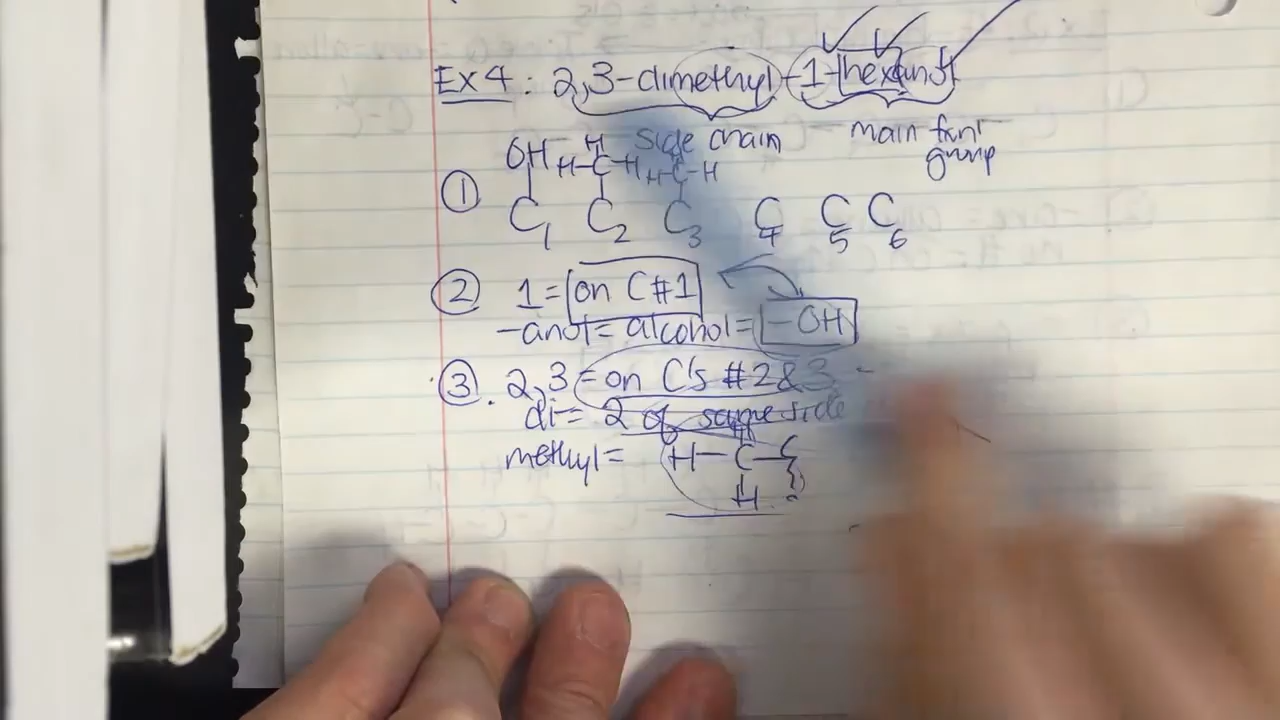 Ex 4: 2,3-dimethyl-1-hexanol
side chain main fxnl group
OH H
H-C-H H-C-H
① C1 C2 C3 C4 C5 C6
② 1 = on C #1
-anol = alcohol = -OH
③. 2,3 = on C's #2&3
di = 2 of same side
methyl = H-C-
H